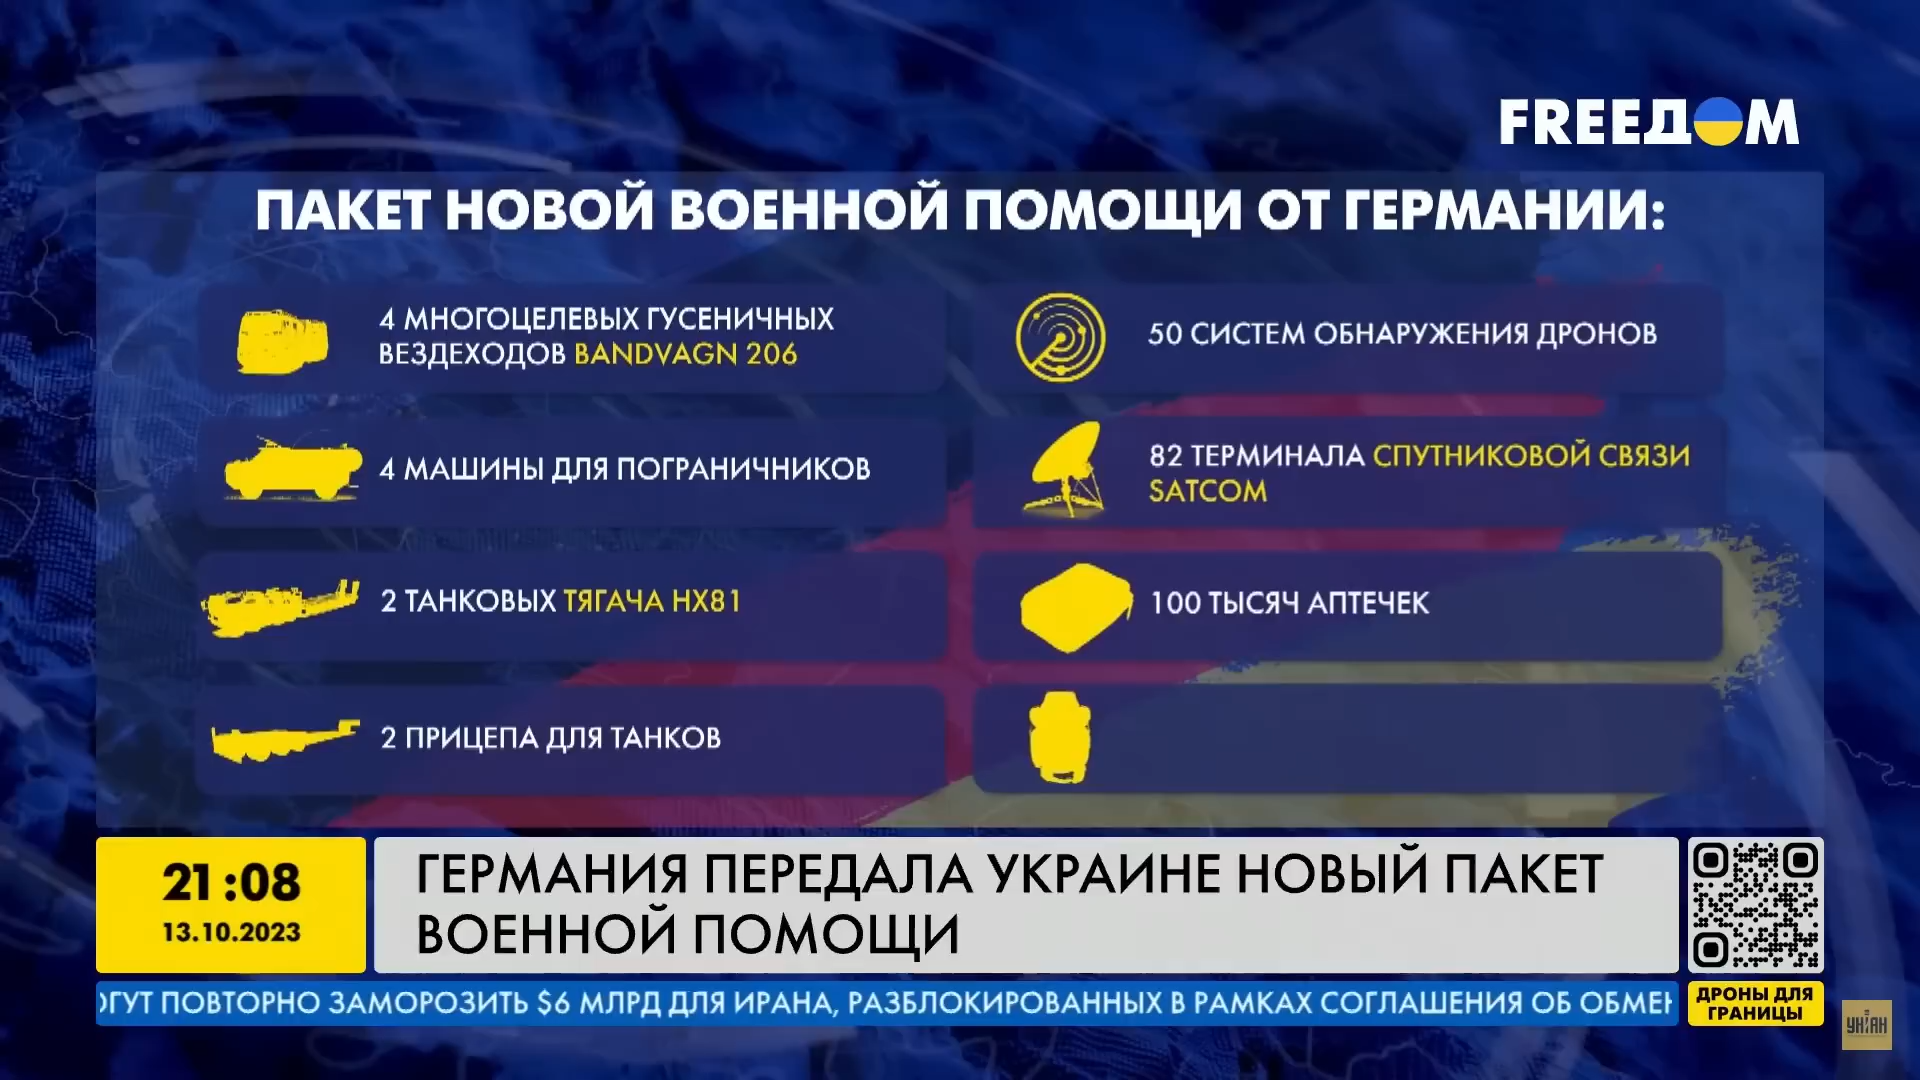 FREEДOM
ПАКЕТ НОВОЙ ВОЕННОЙ ПОМОЩИ ОТ ГЕРМАНИИ:
4 МНОГОЦЕЛЕВЫХ ГУСЕНИЧНЫХ
ВЕЗДЕХОДОВ BANDVAGN 206
4 МАШИНЫ ДЛЯ ПОГРАНИЧНИКОВ
2 ТАНКОВЫХ ТЯГАЧА HX81
2 ПРИЦЕПА ДЛЯ ТАНКОВ
50 СИСТЕМ ОБНАРУЖЕНИЯ ДРОНОВ
82 ТЕРМИНАЛА СПУТНИКОВОЙ СВЯЗИ
SATCOM
100 ТЫСЯЧ АПТЕЧЕК
21:08
13.10.2023
ГЕРМАНИЯ ПЕРЕДАЛА УКРАИНЕ НОВЫЙ ПАКЕТ
ВОЕННОЙ ПОМОЩИ
ОГУТ ПОВТОРНО ЗАМОРОЗИТЬ $6 МЛРД ДЛЯ ИРАНА, РАЗБЛОКИРОВАННЫХ В РАМКАХ СОГЛАШЕНИЯ ОБ ОБМЕН
ДРОНЫ ДЛЯ
ГРАНИЦЫ
УНІАН